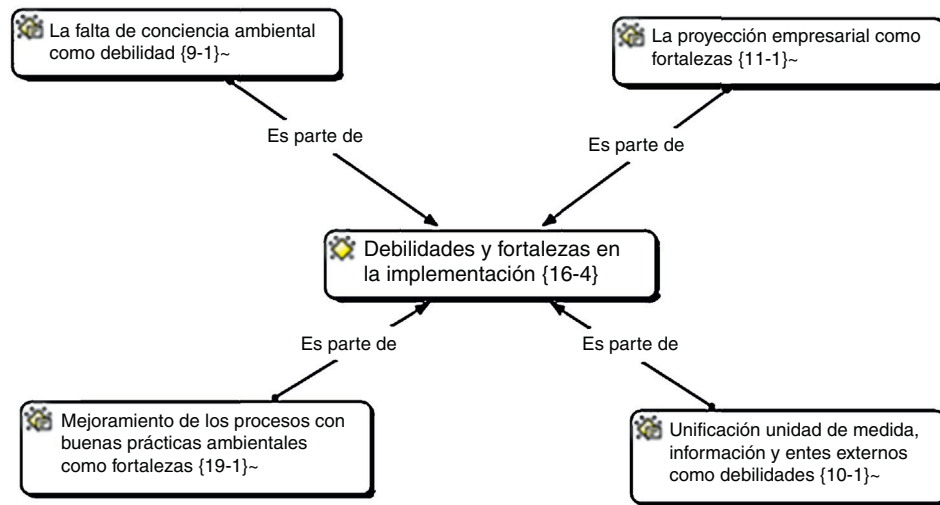 La falta de conciencia ambiental
como debilidad {9-1}~
La proyección empresarial como
fortalezas {11-1}~
Es parte de
Es parte de
Debilidades y fortalezas en
la implementación {16-4}
Es parte de
Es parte de
Mejoramiento de los procesos con
buenas prácticas ambientales
como fortalezas {19-1}~
Unificación unidad de medida,
información y entes externos
como debilidades {10-1}~